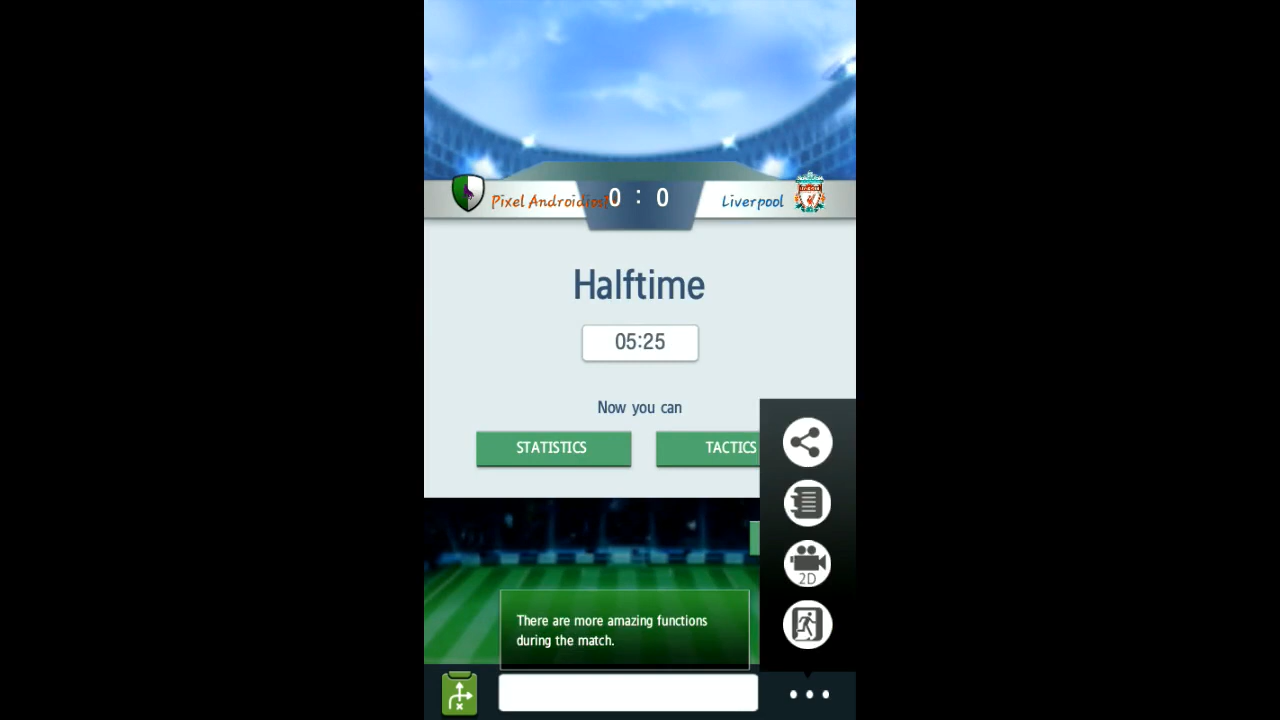 Pixel Androidios
0 : 0
Liverpool
Halftime
05:25
Now you can
STATISTICS
TACTICS
2D
There are more amazing functions
during the match.